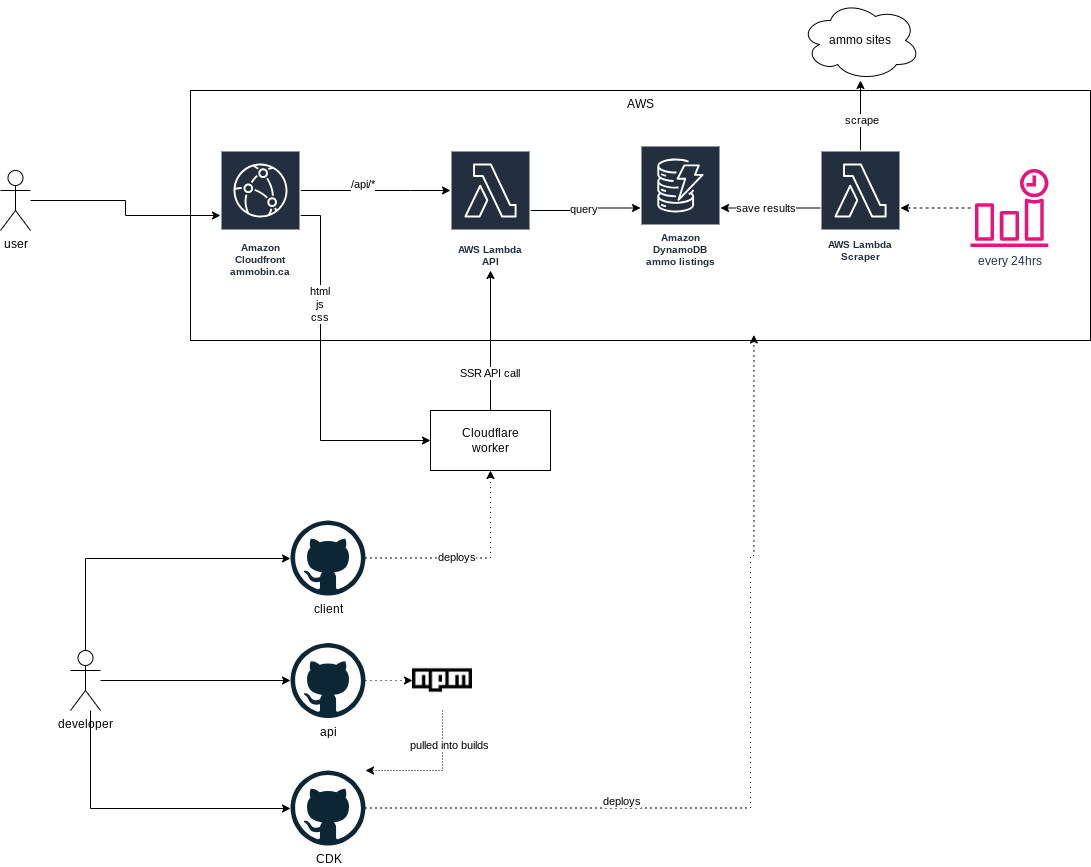 ammo sites
AWS
scrape
/api/*
query
save results
user
Amazon
Cloudfront
ammobin.ca
AWS Lambda
API
Amazon
DynamoDB
ammo listings
AWS Lambda
Scraper
every 24hrs
html
js
css
SSR API call
Cloudflare
worker
deploys
client
developer
api
npm
pulled into builds
deploys
CDK